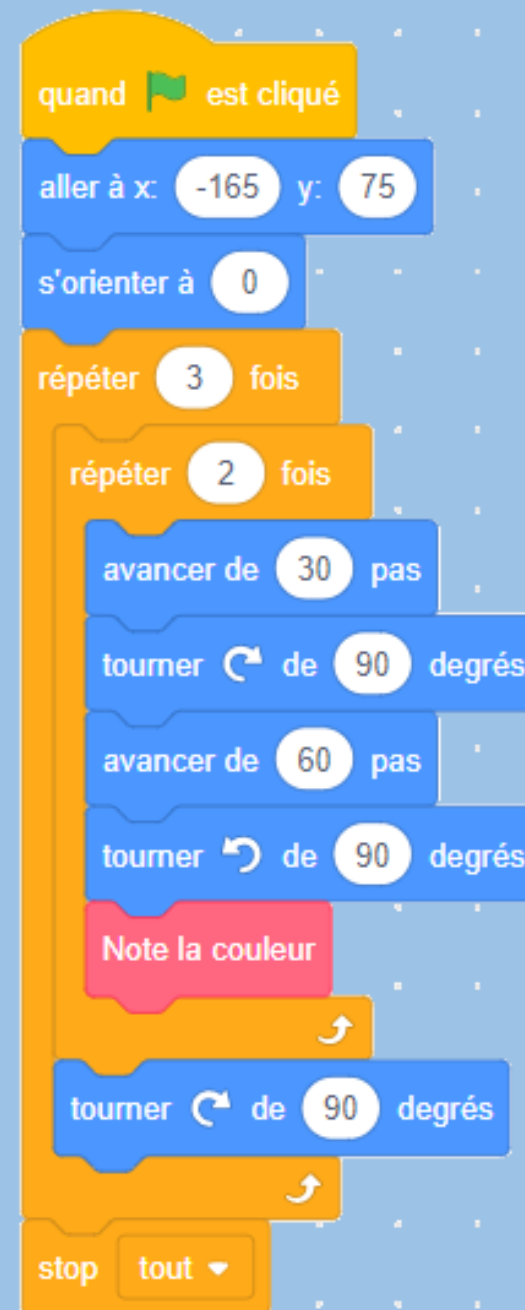 quand est cliqué
aller à x: -165 y: 75
s'orienter à 0
répéter 3 fois
répéter 2 fois
avancer de 30 pas
tourner de 90 degrés
avancer de 60 pas
tourner de 90 degrés
Note la couleur
tourner de 90 degrés
stop tout